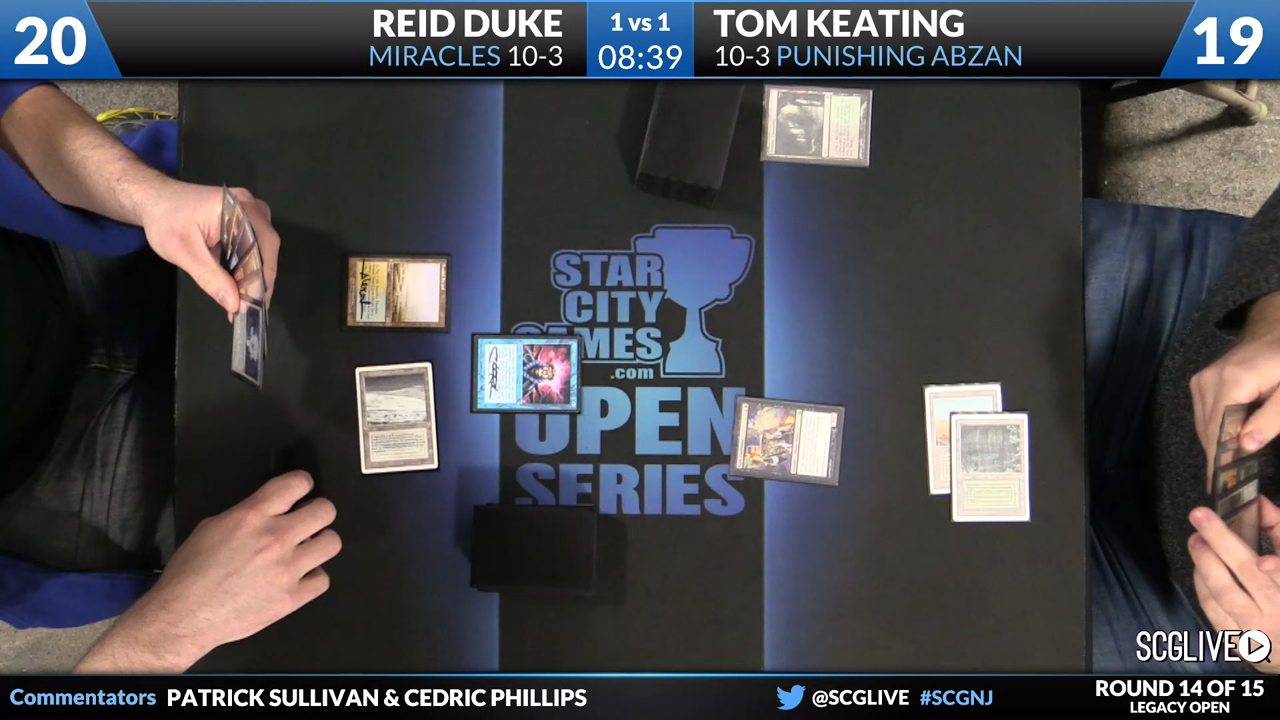 20
REID DUKE
MIRACLES 10-3
1 vs 1
08:39
TOM KEATING
10-3 PUNISHING ABZAN
19
STAR
CITY
GAMES
.com
OPEN
SERIES
SCGLIVE
Commentators PATRICK SULLIVAN & CEDRIC PHILLIPS
@SCGLIVE #SCGNJ
ROUND 14 OF 15
LEGACY OPEN